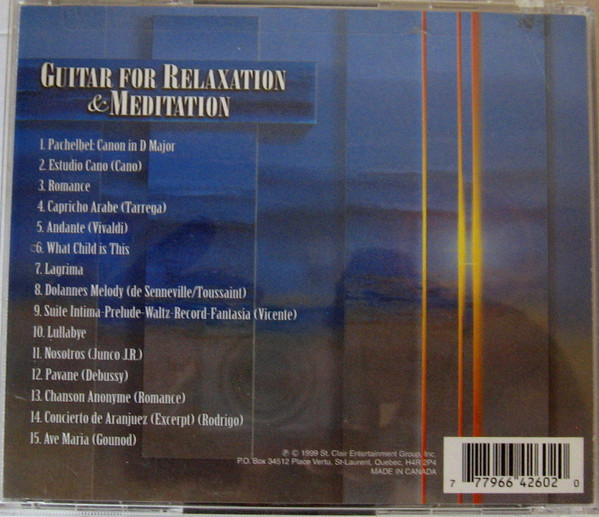 GUITAR FOR RELAXATION
& MEDITATION
1. Pachelbel: Canon in D Major
2. Estudio Cano (Cano)
3. Romance
4. Capricho Arabe (Tarrega)
5. Andante (Vivaldi)
6. What Child is This
7. Lagrima
8. Dolannes Melody (de Senneville/Toussaint)
9. Suite Intima-Prelude-Waltz-Record-Fantasia (Vicente)
10. Lullabye
11. Nosotros (Junco J.R.)
12. Pavane (Debussy)
13. Chanson Anonyme (Romance)
14. Concierto de Aranjuez (Excerpt) (Rodrigo)
15. Ave Maria (Gounod)
℗ © 1999 St. Clair Entertainment Group, Inc.
P.O. Box 34512 Place Vertu, St-Laurent, Quebec, H4R 2P4
MADE IN CANADA
7 77966 42602 0